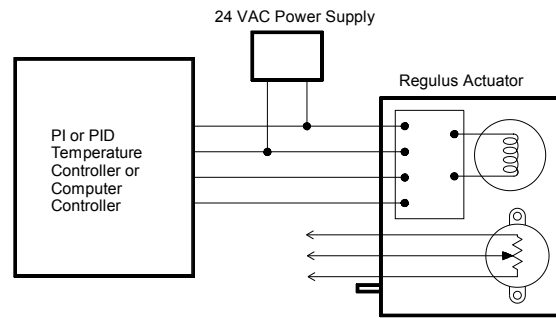 24 VAC Power Supply
Regulus Actuator
PI or PID
Temperature
Controller or
Computer
Controller